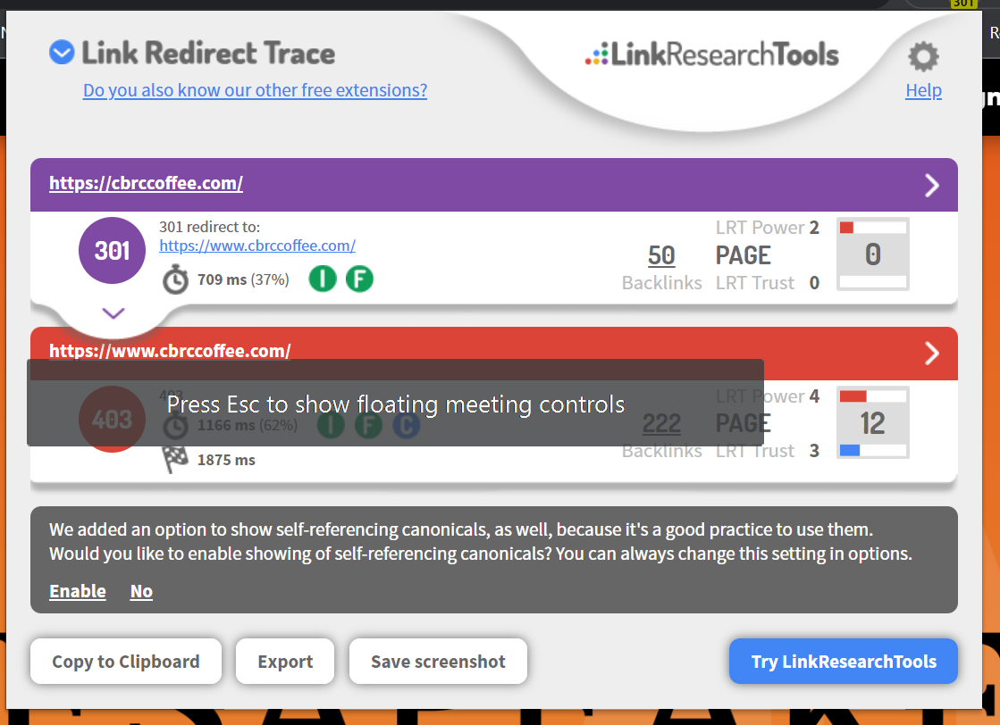 301
Link Redirect Trace
LinkResearchTools
Do you also know our other free extensions?
Help
https://cbrccoffee.com/
301
301 redirect to:
https://www.cbrccoffee.com/
709 ms (37%)
I F
50
Backlinks
LRT Power 2
PAGE
LRT Trust 0
0
https://www.cbrccoffee.com/
403
403
Press Esc to show floating meeting controls
1166 ms (62%)
I F C
1875 ms
222
Backlinks
LRT Power 4
PAGE
LRT Trust 3
12
We added an option to show self-referencing canonicals, as well, because it's a good practice to use them.
Would you like to enable showing of self-referencing canonicals? You can always change this setting in options.
Enable No
Copy to Clipboard
Export
Save screenshot
Try LinkResearchTools